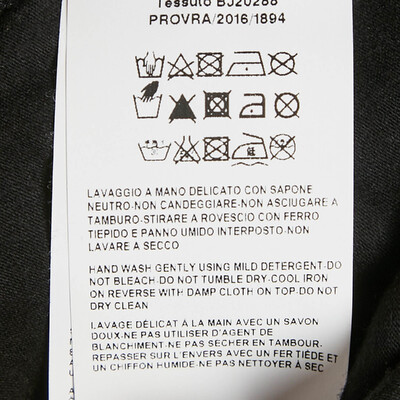 Tessuto BJ20288
PROVRA/2016/1894
LAVAGGIO A MANO DELICATO CON SAPONE
NEUTRO-NON CANDEGGIARE-NON ASCIUGARE A
TAMBURO-STIRARE A ROVESCIO CON FERRO
TIEPIDO E PANNO UMIDO INTERPOSTO-NON
LAVARE A SECCO
HAND WASH GENTLY USING MILD DETERGENT-DO
NOT BLEACH-DO NOT TUMBLE DRY-COOL IRON
ON REVERSE WITH DAMP CLOTH ON TOP-DO NOT
DRY CLEAN
LAVAGE DÉLICAT À LA MAIN AVEC UN SAVON
DOUX-NE PAS UTILISER D'AGENT DE
BLANCHIMENT-NE PAS SÉCHER EN TAMBOUR-
REPASSER SUR L'ENVERS AVEC UN FER TIÉDE ET
UN CHIFFON HUMIDE-NE PAS NETTOYER À SEC